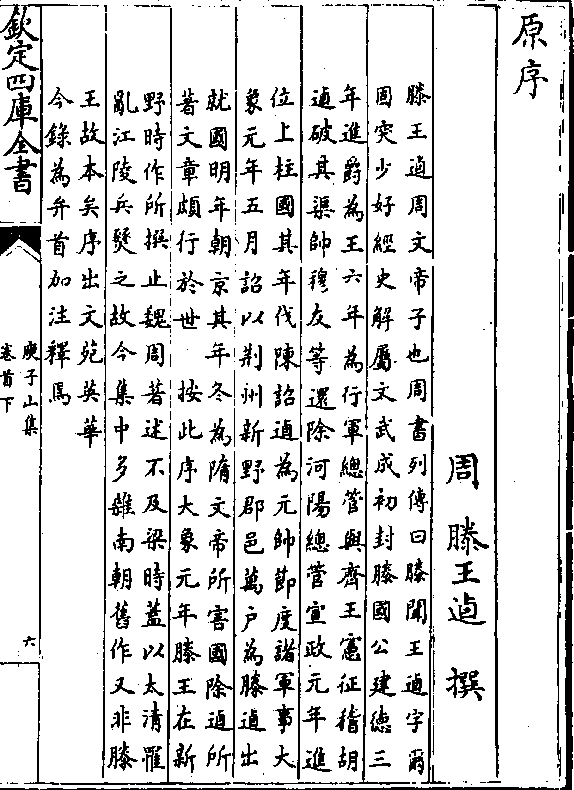 原序
周 滕王逌 撰
滕王逌周文帝子也周書列傳曰滕聞王逌字爾
固突少好經史解屬文武成初封滕國公建德三
年進爵為王六年為行軍總管與齊王憲征稽胡
逌破其渠帥穆友等還除河陽總管宣政元年進
位上柱國其年伐陳詔逌為元帥節度諸軍事大
象元年五月詔以荆州新野郡邑萬户為滕逌出
就國明年朝京其年冬為隋文帝所害國除逌所
著文章頗行於世 按此序大象元年滕王在新
野時作所撰止魏周著述不及梁時蓋以太清罹
亂江陵兵燹之故今集中多雜南朝舊作又非滕
王故本矣序出文苑英華
今錄為弁首加注釋焉
欽定四庫全書
庾子山集
卷首下
六